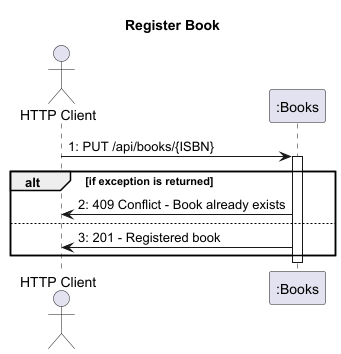 Register Book
HTTP Client
:Books
1: PUT /api/books/{ISBN}
alt [if exception is returned]
2: 409 Conflict - Book already exists
3: 201 - Registered book
HTTP Client
:Books